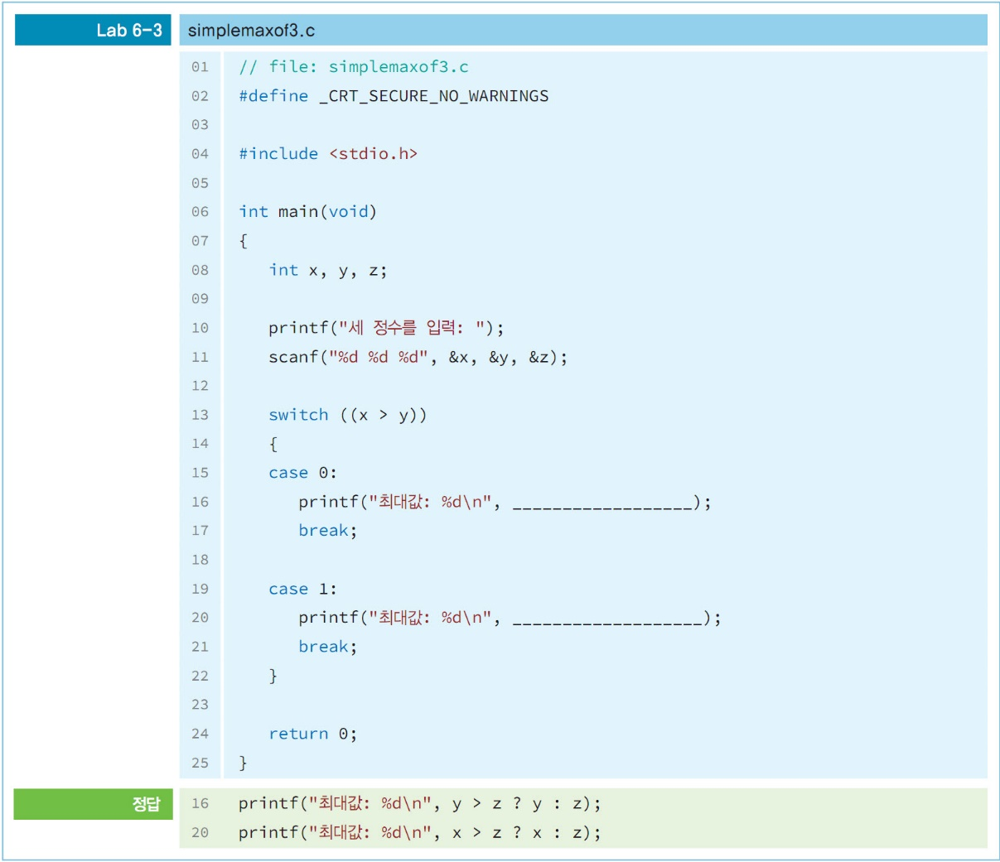 Lab 6-3 simplemaxof3.c
01 // file: simplemaxof3.c
02 #define _CRT_SECURE_NO_WARNINGS
03
04 #include <stdio.h>
05
06 int main(void)
07 {
08 int x, y, z;
09
10 printf("세 정수를 입력: ");
11 scanf("%d %d %d", &x, &y, &z);
12
13 switch ((x > y))
14 {
15 case 0:
16 printf("최대값: %d\n", __________________);
17 break;
18
19 case 1:
20 printf("최대값: %d\n", ___________________);
21 break;
22 }
23
24 return 0;
25 }
정답 16 printf("최대값: %d\n", y > z ? y : z);
20 printf("최대값: %d\n", x > z ? x : z);